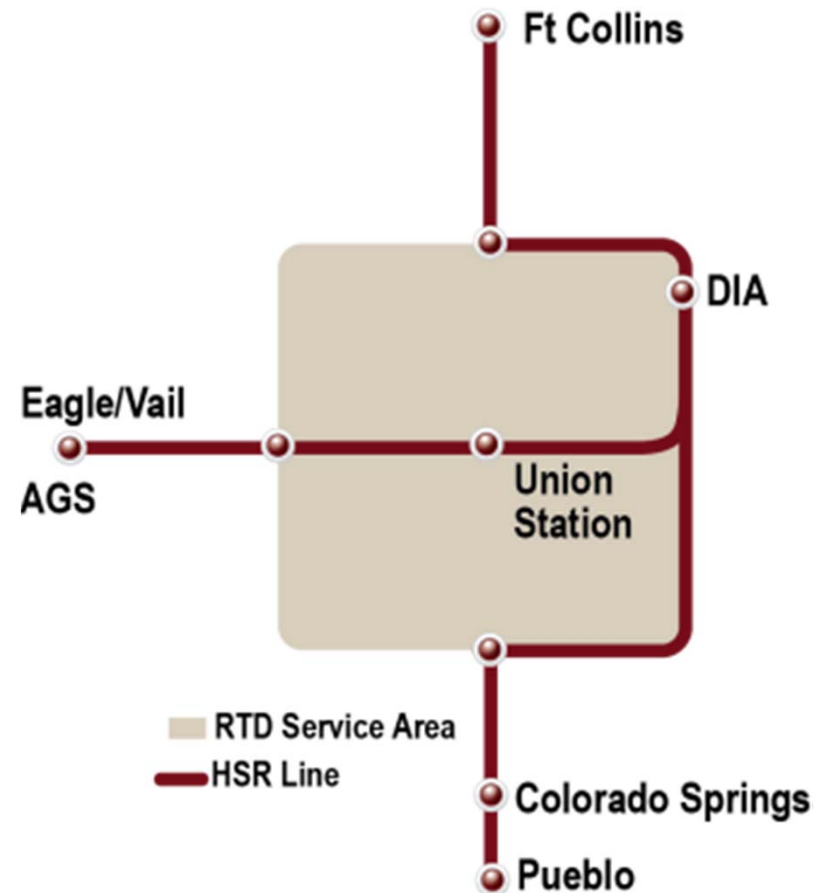 Ft Collins
DIA
Eagle/Vail
AGS
Union
Station
RTD Service Area
HSR Line
Colorado Springs
Pueblo